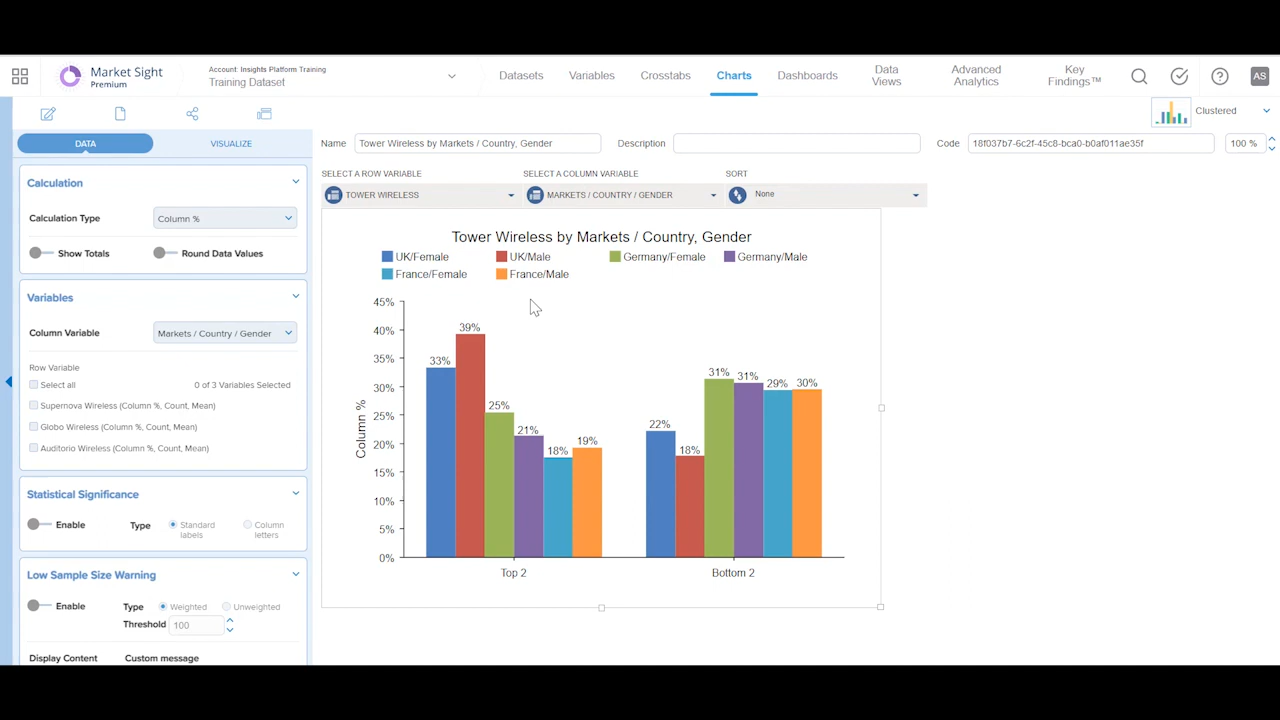 Market Sight
Premium
Account: Insights Platform Training
Training Dataset
Datasets
Variables
Crosstabs
Charts
Dashboards
Data
Views
Advanced
Analytics
Key
Findings™
AS
Clustered
DATA
VISUALIZE
Name
Tower Wireless by Markets / Country, Gender
Description
Code
18f037b7-6c2f-45c8-bca0-b0af011ae35f
100 %
Calculation
Calculation Type
Column %
Show Totals
Round Data Values
Variables
Column Variable
Markets / Country / Gender
Row Variable
Select all
0 of 3 Variables Selected
Supernova Wireless (Column %, Count, Mean)
Globo Wireless (Column %, Count, Mean)
Auditorio Wireless (Column %, Count, Mean)
Statistical Significance
Enable
Type
Standard
labels
Column
letters
Low Sample Size Warning
Enable
Type
Weighted
Unweighted
Threshold
100
Display Content
Custom message
SELECT A ROW VARIABLE
SELECT A COLUMN VARIABLE
SORT
TOWER WIRELESS
MARKETS / COUNTRY / GENDER
None
Tower Wireless by Markets / Country, Gender
UK/Female
UK/Male
Germany/Female
Germany/Male
France/Female
France/Male
Column %
45%
40%
35%
30%
25%
20%
15%
10%
5%
0%
33%
39%
25%
21%
18%
19%
22%
18%
31%
31%
29%
30%
Top 2
Bottom 2